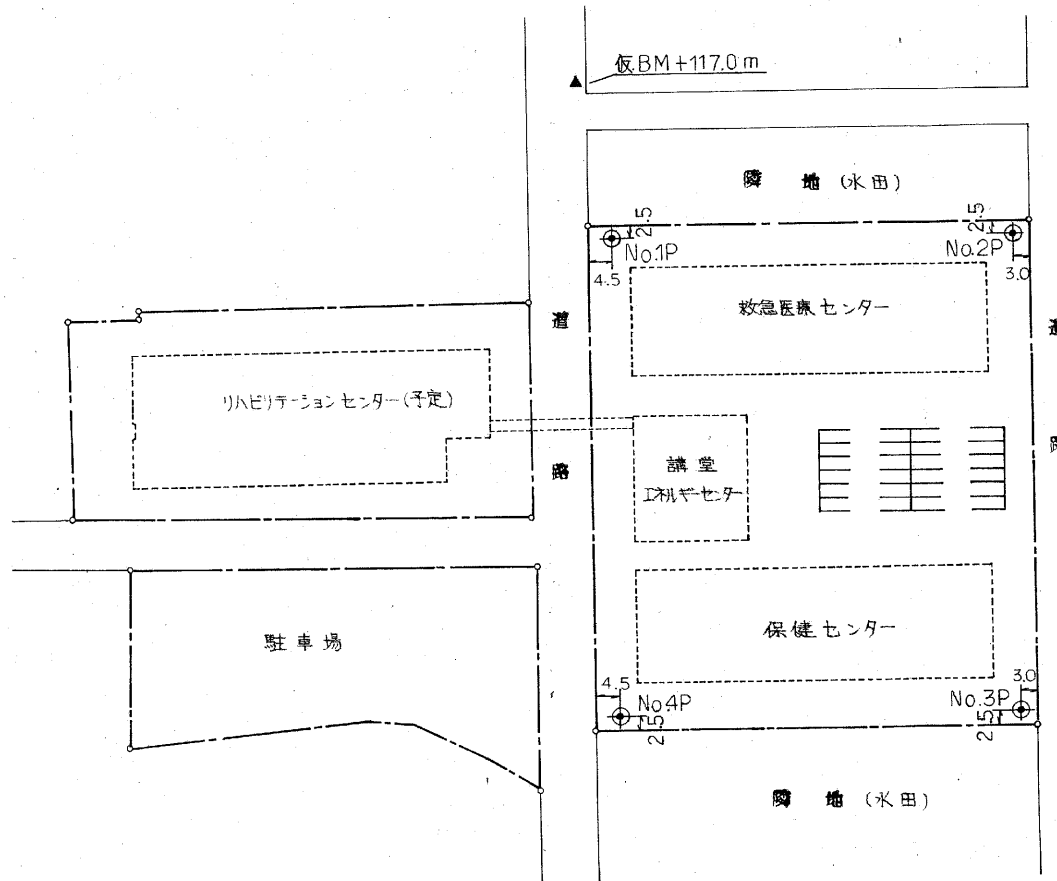 仮BM+117.0m
隣 地 (水田)
2.5
2.5
No.1P
No.2P
4.5
3.0
救急医療センター
道
道
リハビリテーションセンター(予定)
講堂
エネルギーセンター
路
路
駐車場
保健センター
4.5
3.0
No4P
No.3P
2.5
2.5
隣 地 (水田)